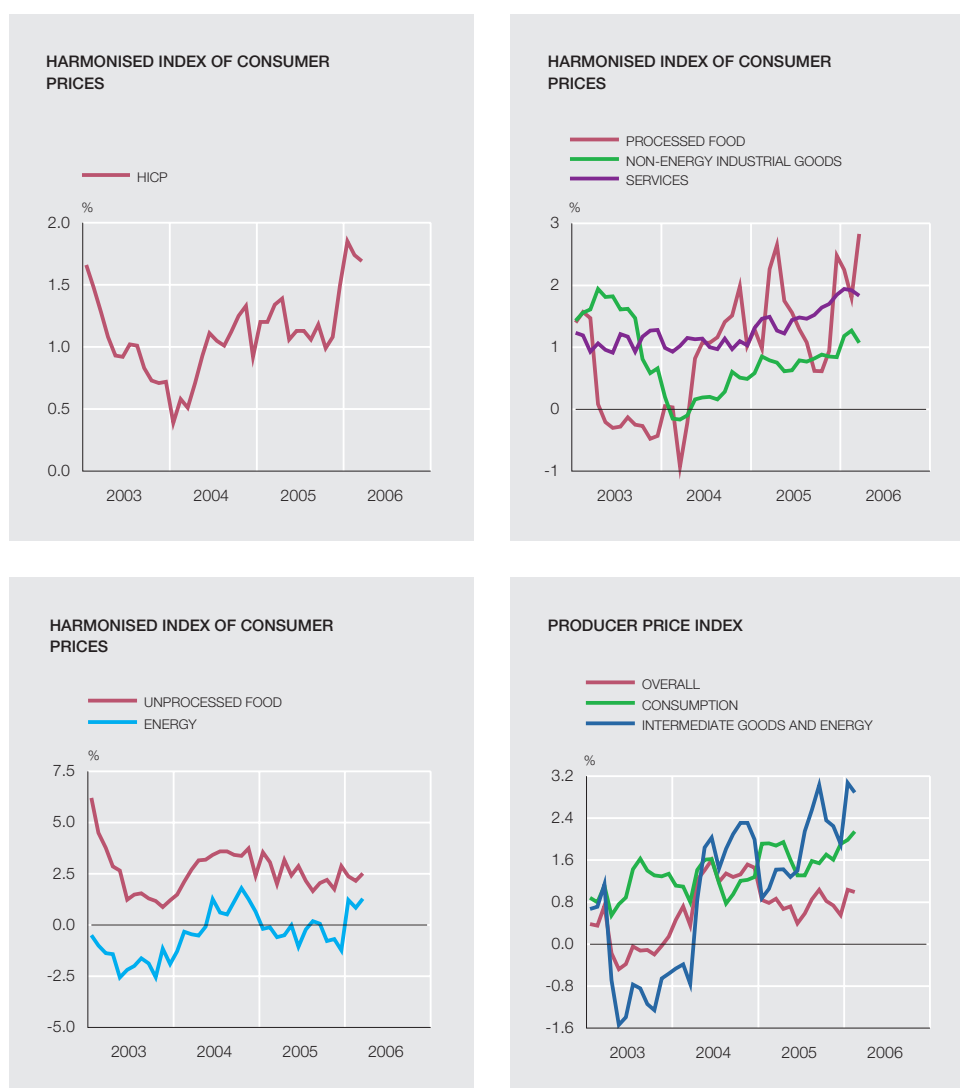 HARMONISED INDEX OF CONSUMER
PRICES
HICP
%
2.0
1.5
1.0
0.5
0.0
2003 2004 2005 2006
HARMONISED INDEX OF CONSUMER
PRICES
PROCESSED FOOD
NON-ENERGY INDUSTRIAL GOODS
SERVICES
%
3
2
1
0
-1
2003 2004 2005 2006
HARMONISED INDEX OF CONSUMER
PRICES
UNPROCESSED FOOD
ENERGY
%
7.5
5.0
2.5
0.0
-2.5
-5.0
2003 2004 2005 2006
PRODUCER PRICE INDEX
OVERALL
CONSUMPTION
INTERMEDIATE GOODS AND ENERGY
%
3.2
2.4
1.6
0.8
0.0
-0.8
-1.6
2003 2004 2005 2006